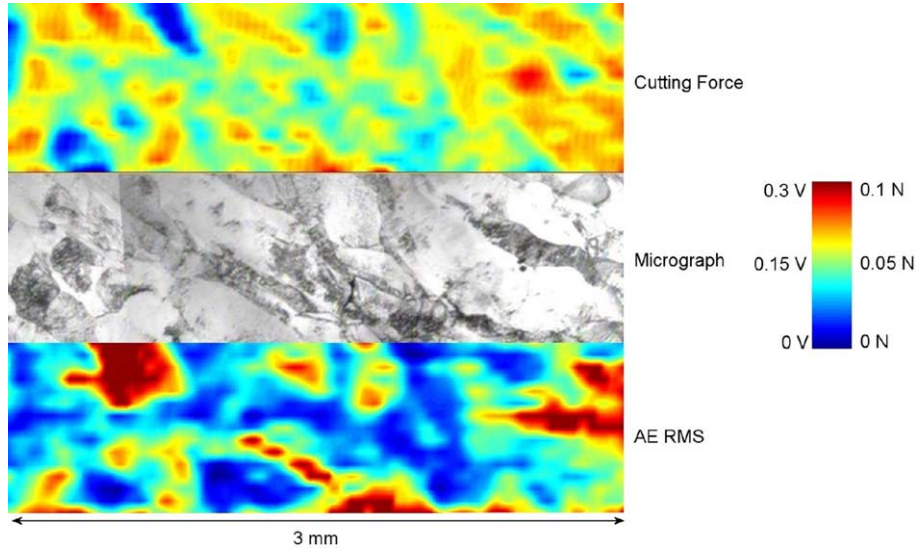 Cutting Force
Micrograph
AE RMS
0.3 V
0.1 N
0.15 V
0.05 N
0 V
0 N
3 mm